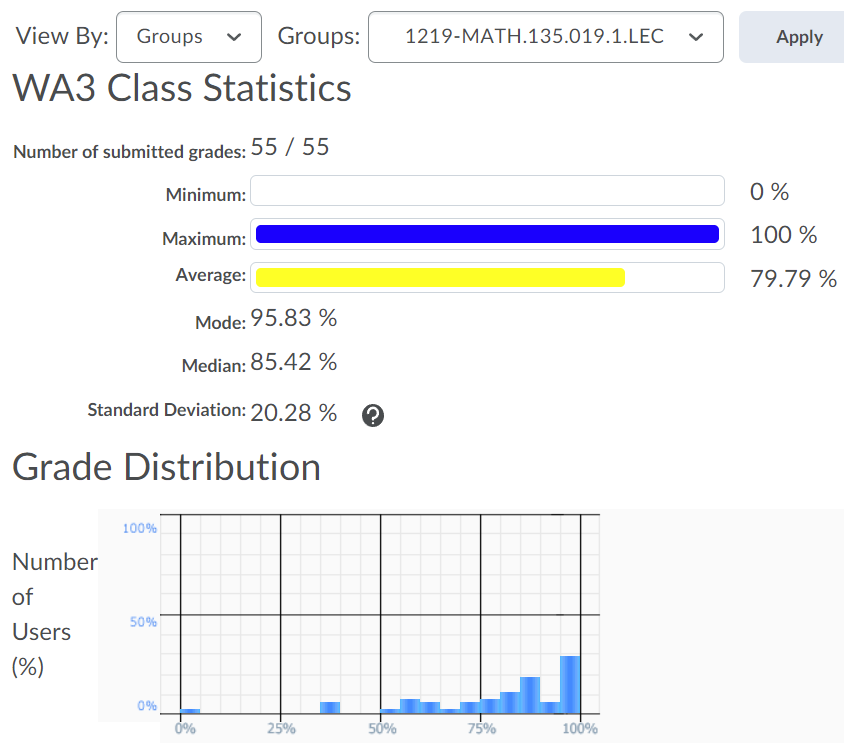 View By: Groups Groups: 1219-MATH.135.019.1.LEC Apply
WA3 Class Statistics
Number of submitted grades: 55 / 55
Minimum: 0 %
Maximum: 100 %
Average: 79.79 %
Mode: 95.83 %
Median: 85.42 %
Standard Deviation: 20.28 % ?
Grade Distribution
Number
of
Users
(%)
100%
50%
0%
0% 25% 50% 75% 100%